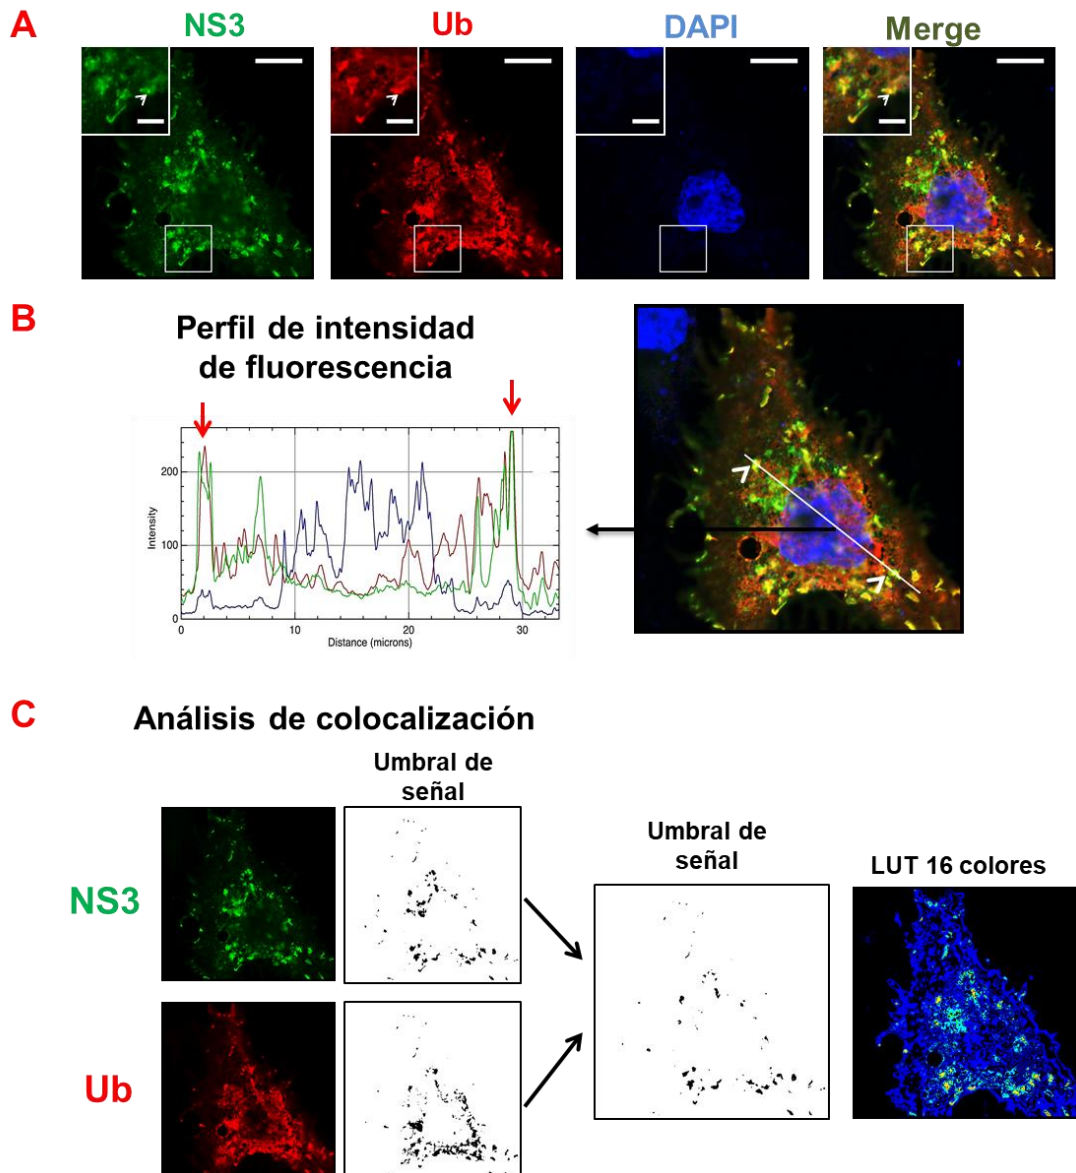 A
NS3
Ub
DAPI
Merge
B
Perfil de intensidad
de fluorescencia
Intensity
200
100
0
0
10
20
30
Distance (microns)
C
Análisis de colocalización
Umbral de
señal
Umbral de
señal
LUT 16 colores
NS3
Ub